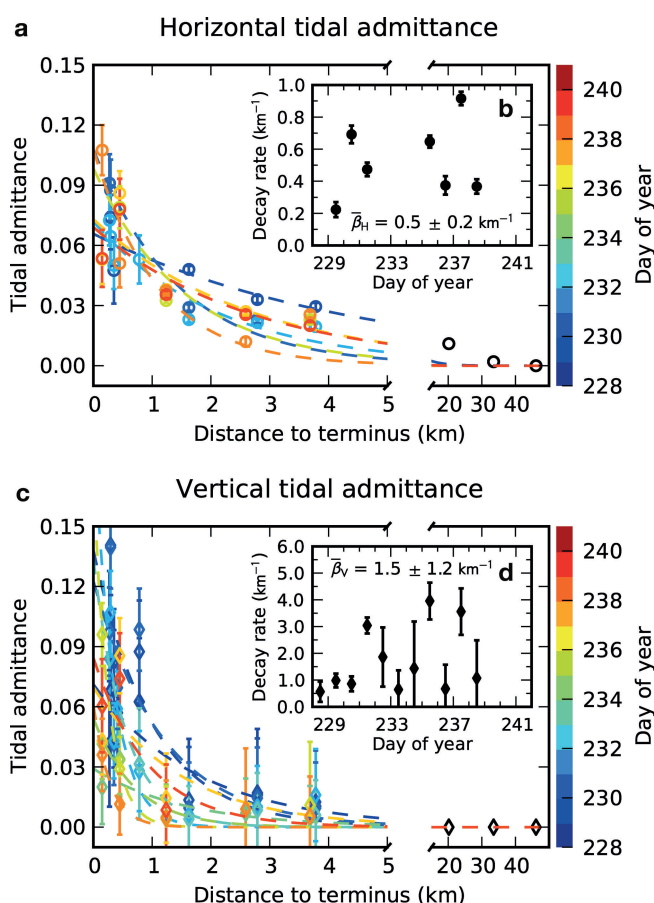 a
Horizontal tidal admittance
0.15
0.12
0.09
0.06
0.03
0.00
Tidal admittance
0 1 2 3 4 5 20 30 40
Distance to terminus (km)
1.0
0.8
0.6
0.4
0.2
0.0
Decay rate (km⁻¹)
b
β̅_H = 0.5 ± 0.2 km⁻¹
229 233 237 241
Day of year
240
238
236
234
232
230
228
Day of year
c
Vertical tidal admittance
0.15
0.12
0.09
0.06
0.03
0.00
Tidal admittance
0 1 2 3 4 5 20 30 40
Distance to terminus (km)
6.0
5.0
4.0
3.0
2.0
1.0
0.0
Decay rate (km⁻¹)
β̅_V = 1.5 ± 1.2 km⁻¹
d
229 233 237 241
Day of year
240
238
236
234
232
230
228
Day of year